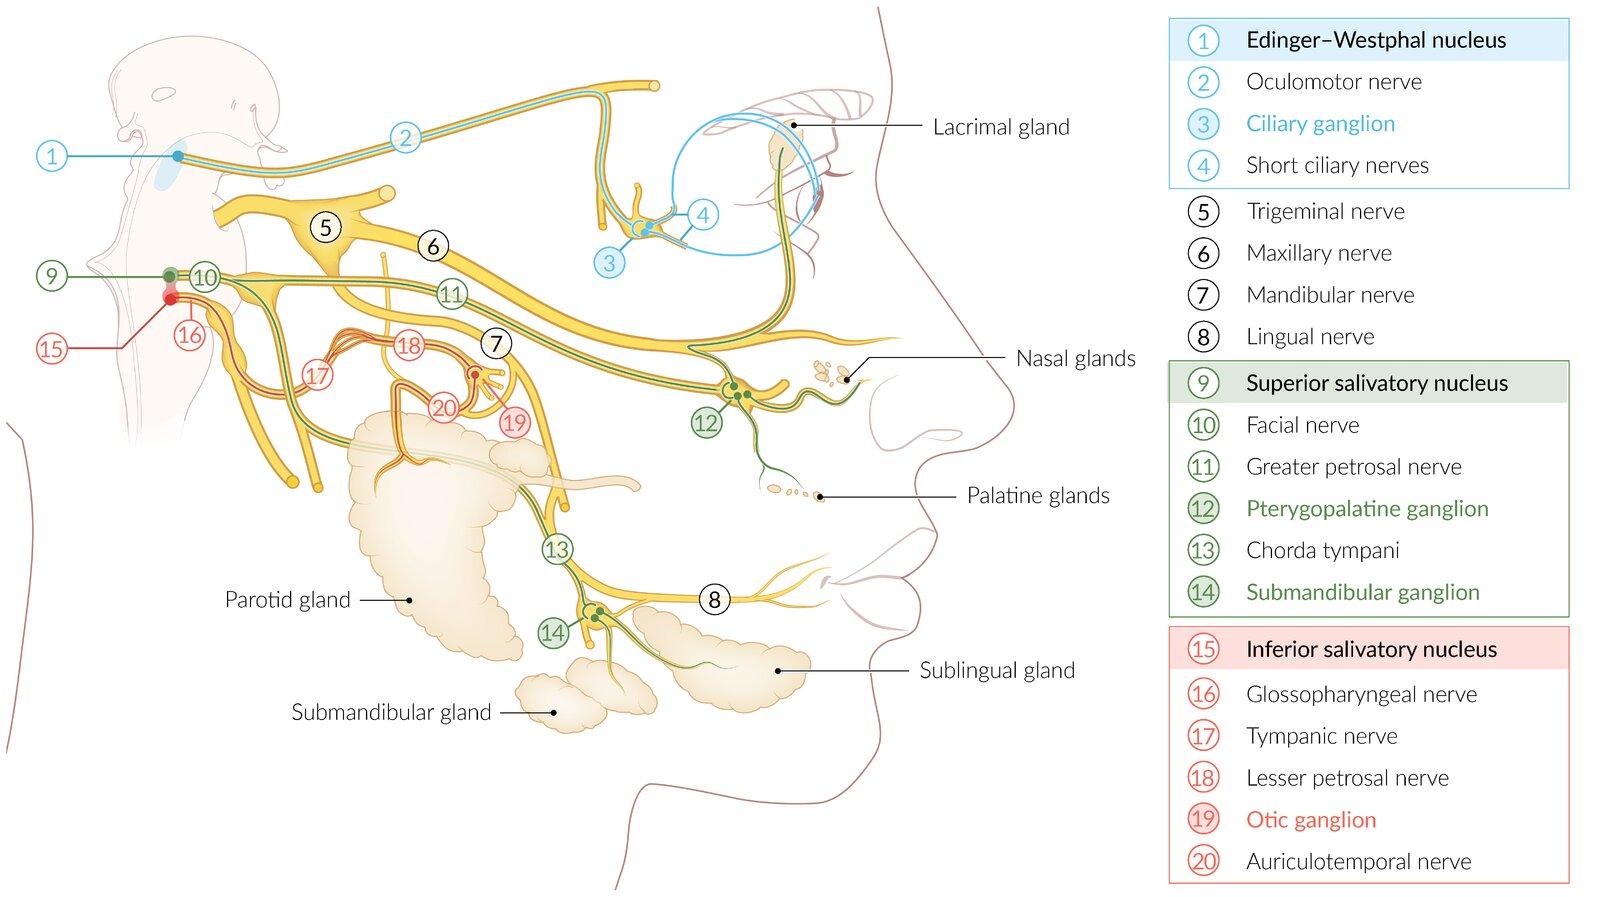 1
2
3
4
5
6
7
8
9
10
11
12
13
14
15
16
17
18
19
20
Lacrimal gland
Nasal glands
Palatine glands
Parotid gland
Submandibular gland
Sublingual gland
1 Edinger–Westphal nucleus
2 Oculomotor nerve
3 Ciliary ganglion
4 Short ciliary nerves
5 Trigeminal nerve
6 Maxillary nerve
7 Mandibular nerve
8 Lingual nerve
9 Superior salivatory nucleus
10 Facial nerve
11 Greater petrosal nerve
12 Pterygopalatine ganglion
13 Chorda tympani
14 Submandibular ganglion
15 Inferior salivatory nucleus
16 Glossopharyngeal nerve
17 Tympanic nerve
18 Lesser petrosal nerve
19 Otic ganglion
20 Auriculotemporal nerve